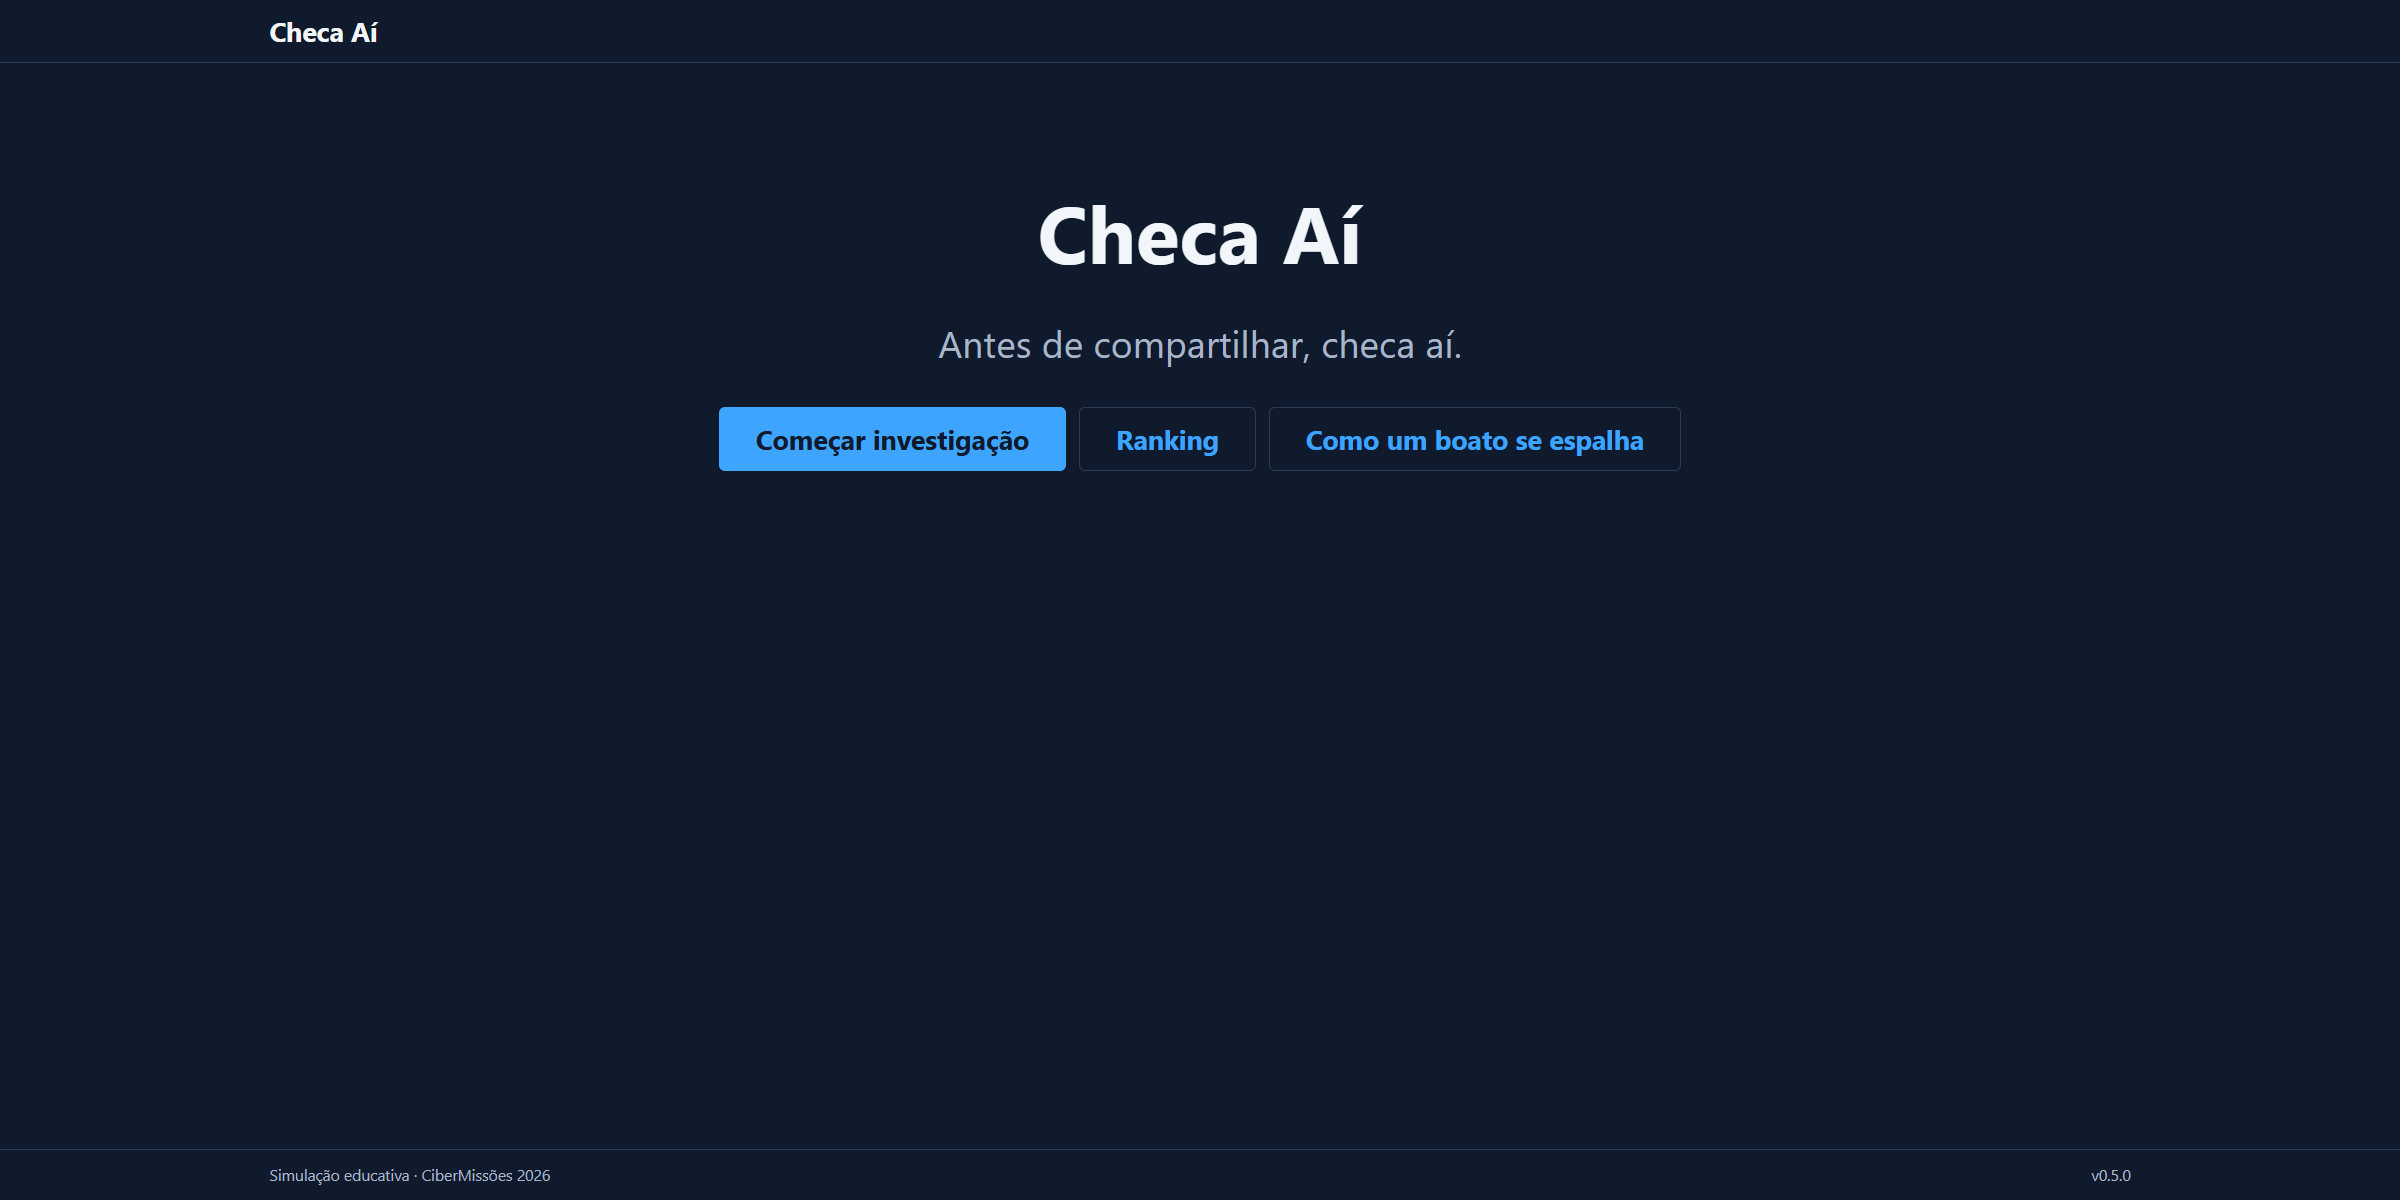 Checa Aí
Checa Aí
Antes de compartilhar, checa aí.
Começar investigação
Ranking
Como um boato se espalha
Simulação educativa · CiberMissões 2026
v0.5.0